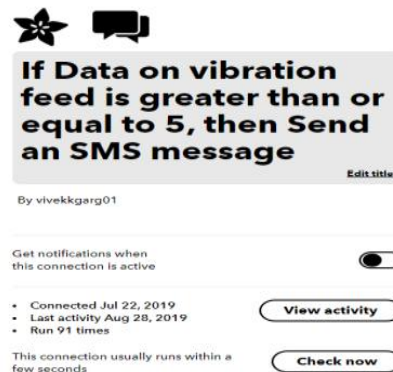 If Data on vibration
feed is greater than or
equal to 5, then Send
an SMS message
Edit title
By vivekkgarg01
Get notifications when
this connection is active
• Connected Jul 22, 2019
• Last activity Aug 28, 2019
• Run 91 times
View activity
This connection usually runs within a
few seconds
Check now